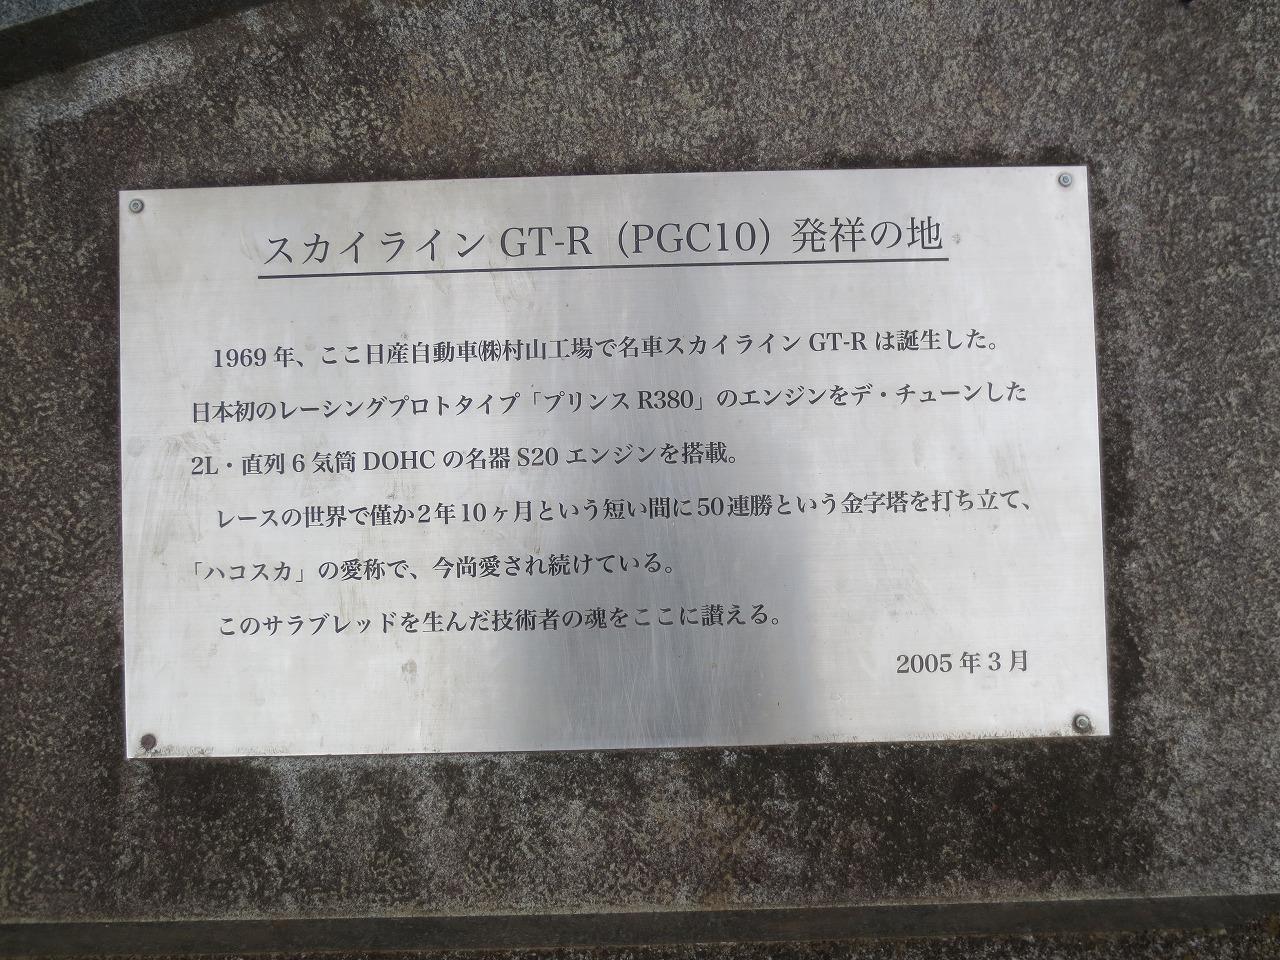 スカイライン GT-R（PGC10）発祥の地
1969 年、ここ日産自動車㈱村山工場で名車スカイライン GT-R は誕生した。
日本初のレーシングプロトタイプ「プリンス R380」のエンジンをデ・チューンした
2L・直列 6 気筒 DOHC の名器 S20 エンジンを搭載。
レースの世界で僅か2年10ヶ月という短い間に50連勝という金字塔を打ち立て、
「ハコスカ」の愛称で、今尚愛され続けている。
このサラブレッドを生んだ技術者の魂をここに讃える。
2005 年 3 月